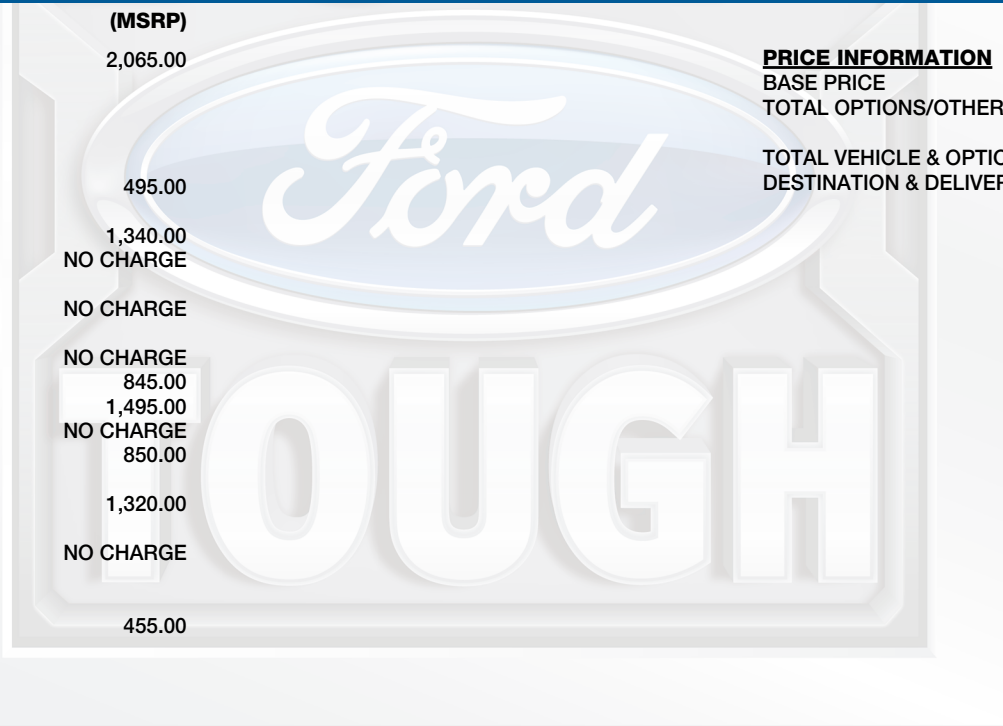 (MSRP)
2,065.00
495.00
1,340.00
NO CHARGE
NO CHARGE
NO CHARGE
845.00
1,495.00
NO CHARGE
850.00
1,320.00
NO CHARGE
455.00
PRICE INFORMATION
BASE PRICE
TOTAL OPTIONS/OTHER
TOTAL VEHICLE & OPTIO
DESTINATION & DELIVER
Ford
TOUGH